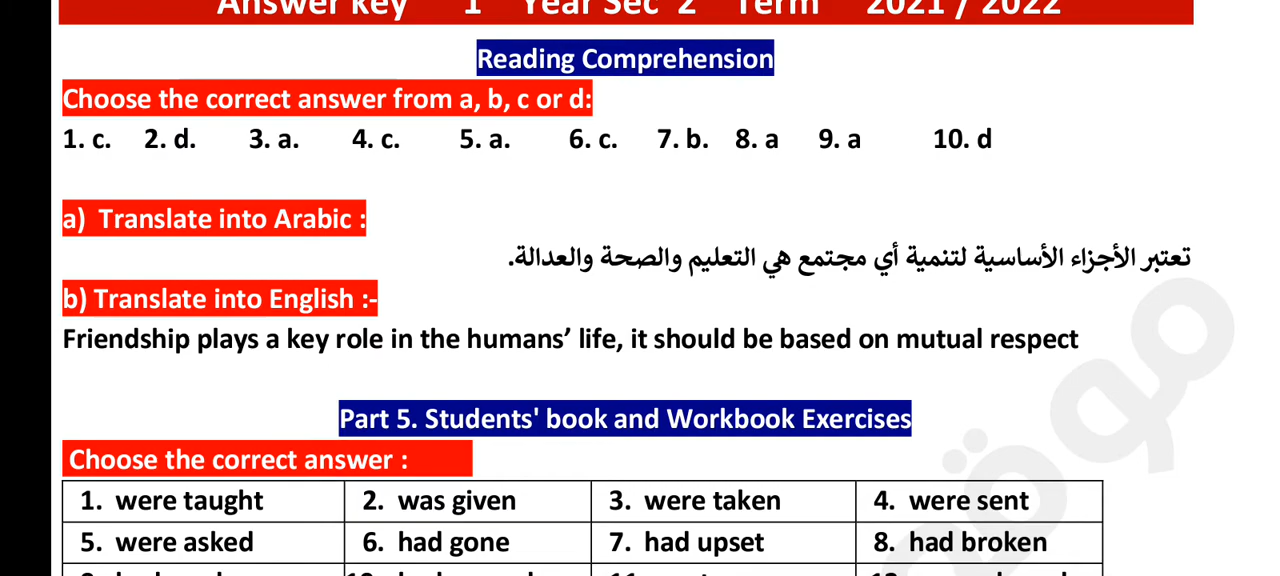 Answer key 1 Year Sec 2 Term 2021 / 2022
Reading Comprehension
Choose the correct answer from a, b, c or d:
1. c. 2. d. 3. a. 4. c. 5. a. 6. c. 7. b. 8. a 9. a 10. d
a) Translate into Arabic :
تعتبر الأجزاء الأساسية لتنمية أي مجتمع هي التعليم والصحة والعدالة.
b) Translate into English :-
Friendship plays a key role in the humans’ life, it should be based on mutual respect
Part 5. Students' book and Workbook Exercises
Choose the correct answer :
1. were taught 2. was given 3. were taken 4. were sent
5. were asked 6. had gone 7. had upset 8. had broken